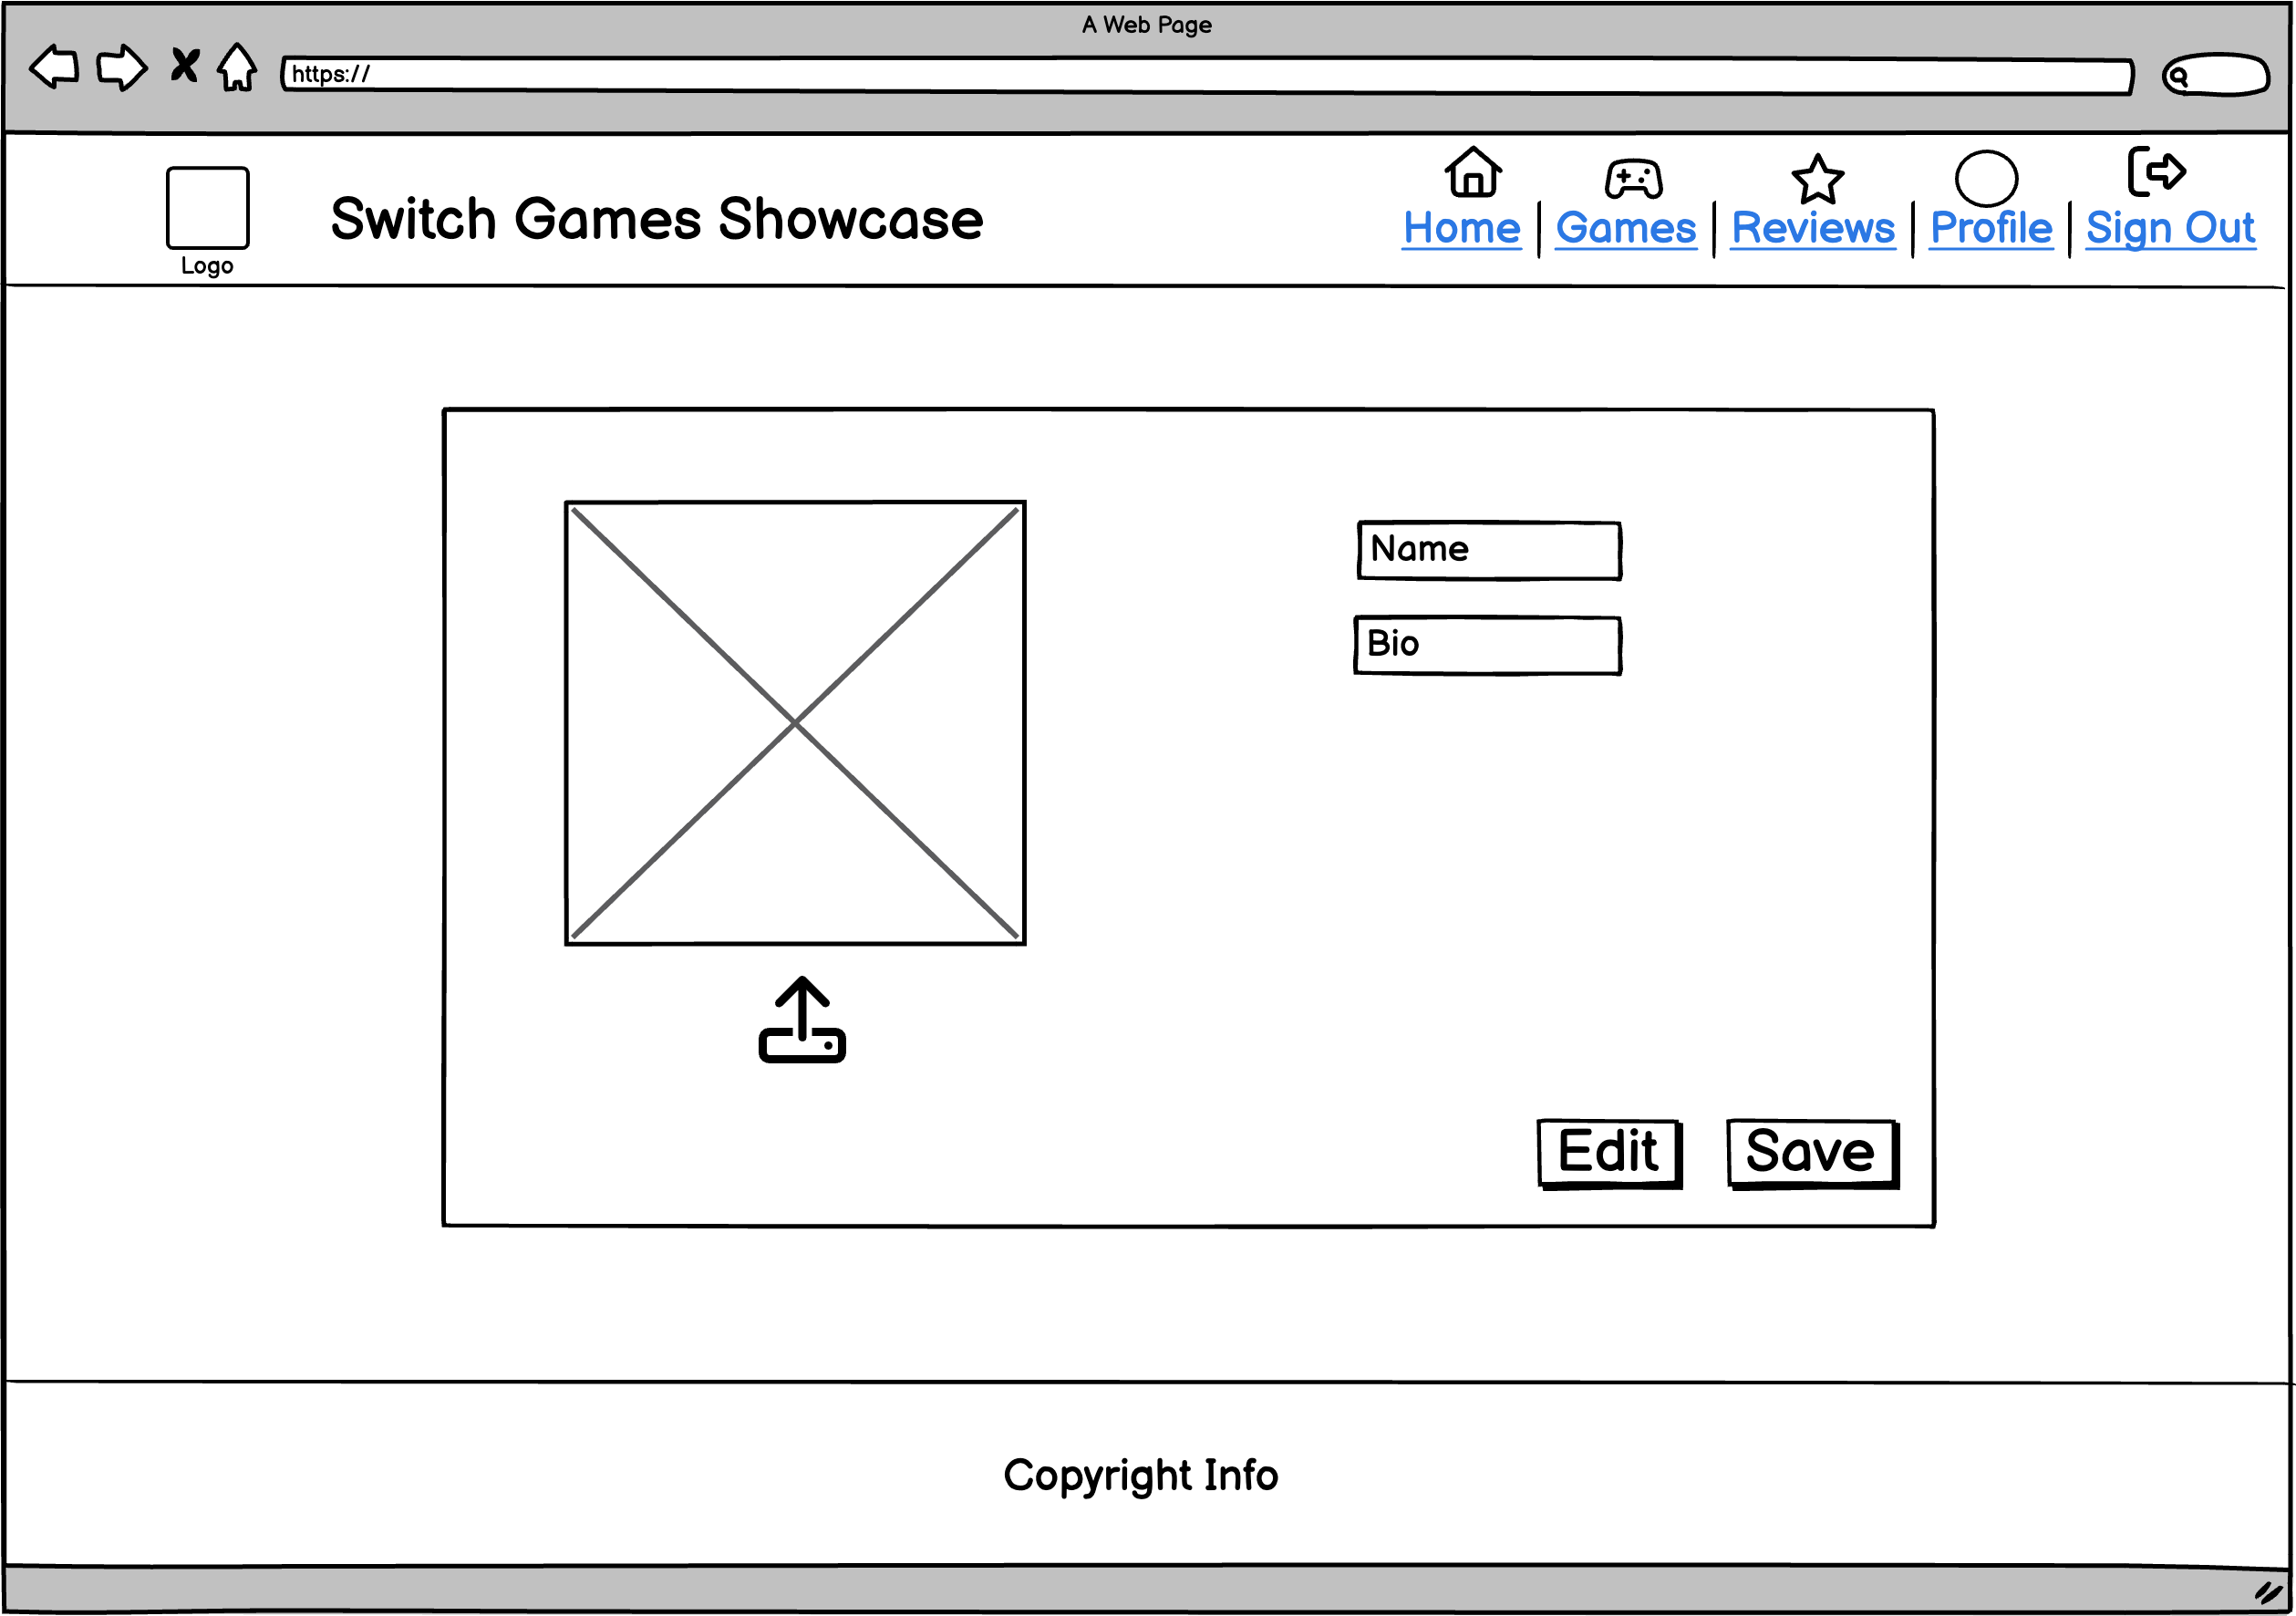 A Web Page
https://
Switch Games Showcase
Home Games Reviews Profile Sign Out
Logo
Name
Bio
Edit Save
Copyright Info